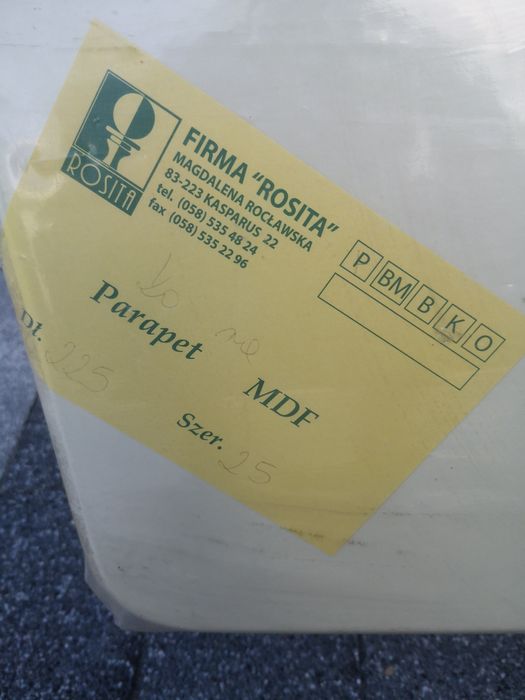 ROSITA
FIRMA "ROSITA"
MAGDALENA ROCŁAWSKA
83-223 KASPARUS 22
tel. (058) 535 48 24
fax (058) 535 22 96
P BM B K O
Parapet MDF
Dł. 225 Szer. 25